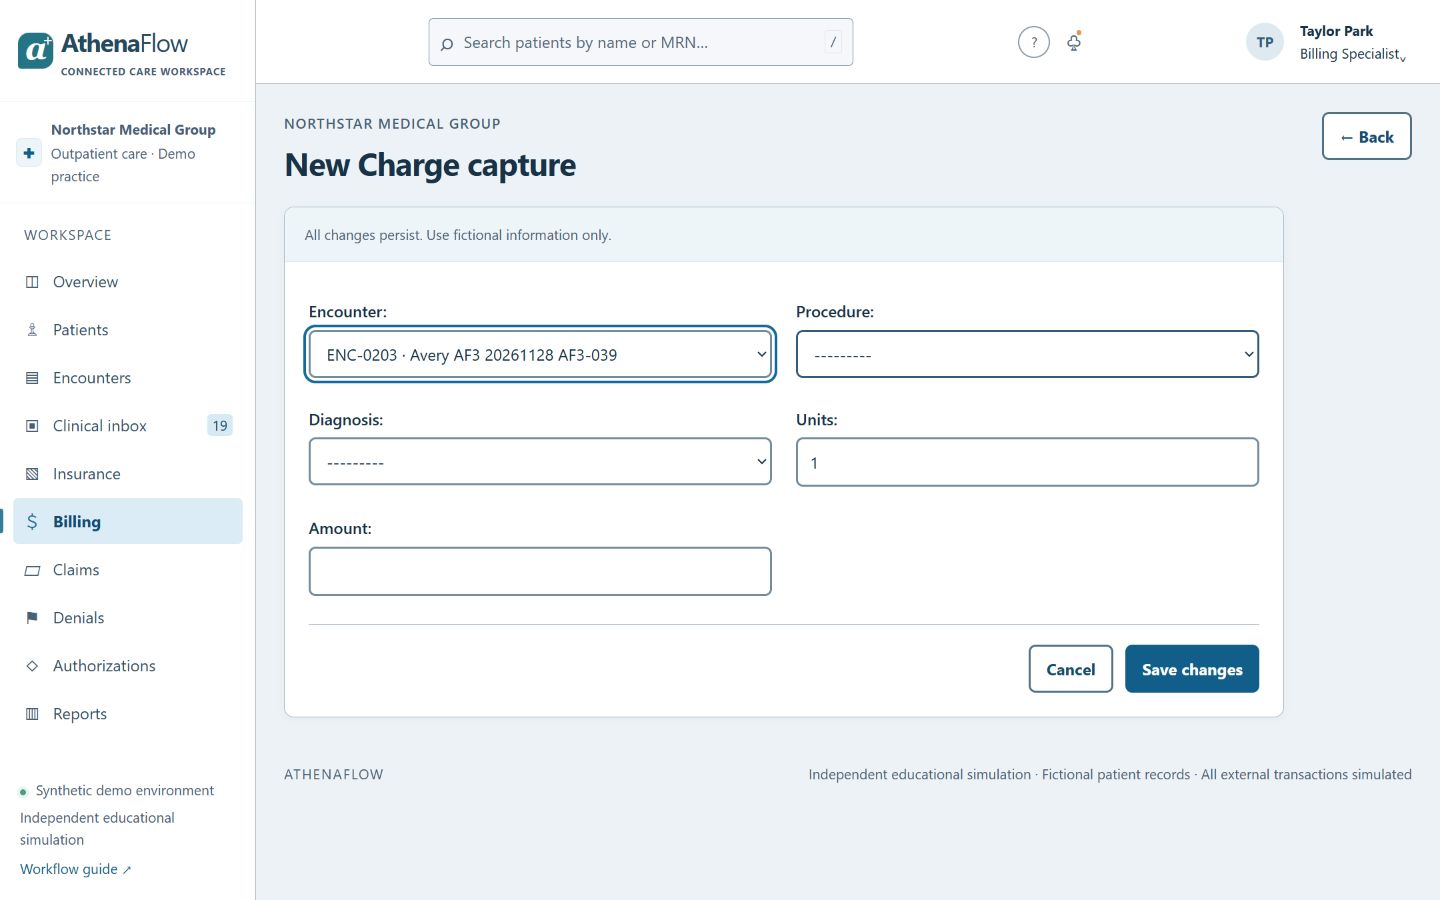 AthenaFlow
CONNECTED CARE WORKSPACE
Search patients by name or MRN...
/
?
TP
Taylor Park
Billing Specialist
Northstar Medical Group
Outpatient care · Demo
practice
WORKSPACE
Overview
Patients
Encounters
Clinical inbox
19
Insurance
$ Billing
Claims
Denials
Authorizations
Reports
Synthetic demo environment
Independent educational
simulation
Workflow guide ↗
NORTHSTAR MEDICAL GROUP
New Charge capture
← Back
All changes persist. Use fictional information only.
Encounter:
ENC-0203 · Avery AF3 20261128 AF3-039
Procedure:
---------
Diagnosis:
---------
Units:
1
Amount:
Cancel
Save changes
ATHENAFLOW
Independent educational simulation · Fictional patient records · All external transactions simulated